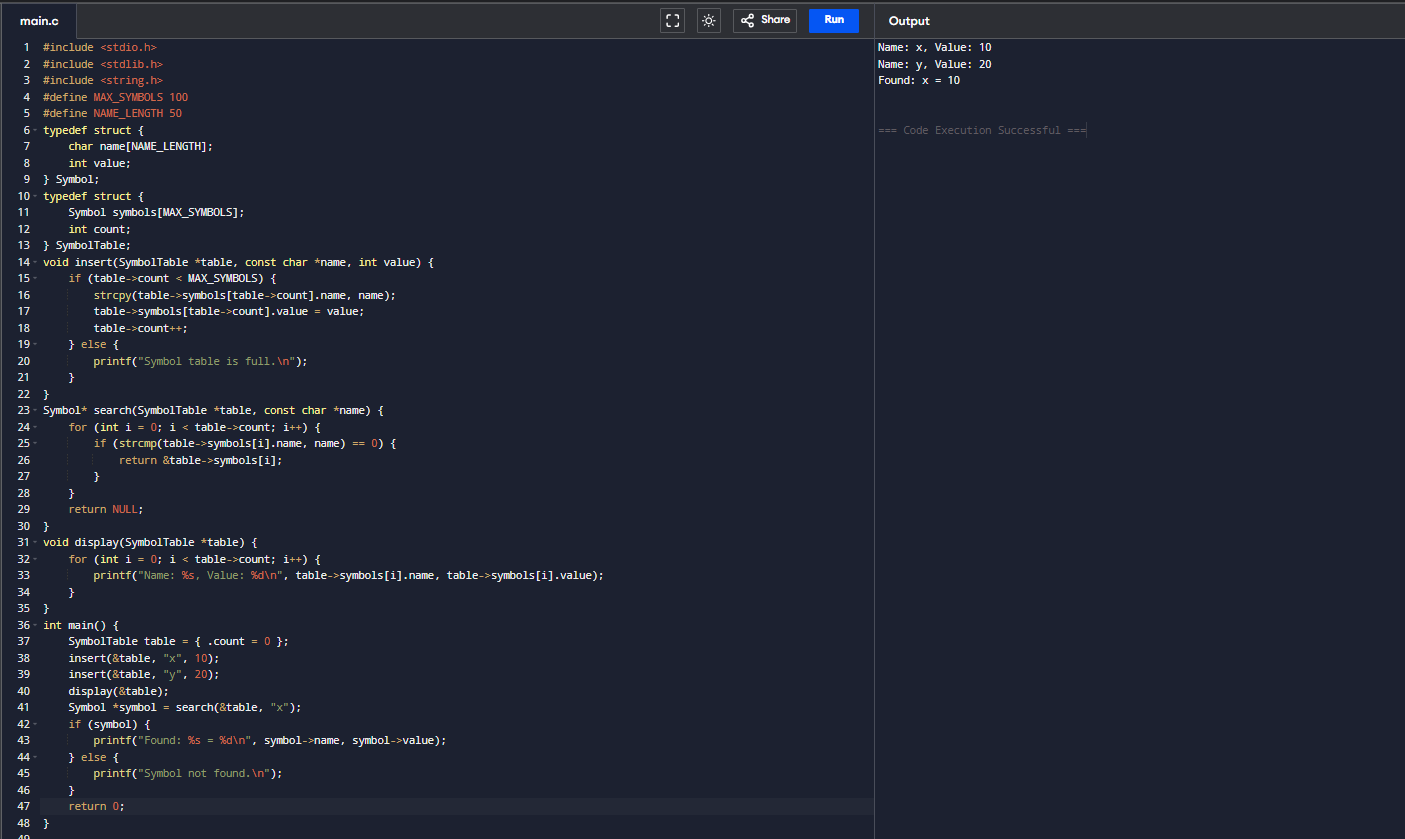 main.c
Share
Run
Output
1 #include <stdio.h>
2 #include <stdlib.h>
3 #include <string.h>
4 #define MAX_SYMBOLS 100
5 #define NAME_LENGTH 50
6 typedef struct {
7     char name[NAME_LENGTH];
8     int value;
9 } Symbol;
10 typedef struct {
11     Symbol symbols[MAX_SYMBOLS];
12     int count;
13 } SymbolTable;
14 void insert(SymbolTable *table, const char *name, int value) {
15     if (table->count < MAX_SYMBOLS) {
16         strcpy(table->symbols[table->count].name, name);
17         table->symbols[table->count].value = value;
18         table->count++;
19     } else {
20         printf("Symbol table is full.\n");
21     }
22 }
23 Symbol* search(SymbolTable *table, const char *name) {
24     for (int i = 0; i < table->count; i++) {
25         if (strcmp(table->symbols[i].name, name) == 0) {
26             return &table->symbols[i];
27         }
28     }
29     return NULL;
30 }
31 void display(SymbolTable *table) {
32     for (int i = 0; i < table->count; i++) {
33         printf("Name: %s, Value: %d\n", table->symbols[i].name, table->symbols[i].value);
34     }
35 }
36 int main() {
37     SymbolTable table = { .count = 0 };
38     insert(&table, "x", 10);
39     insert(&table, "y", 20);
40     display(&table);
41     Symbol *symbol = search(&table, "x");
42     if (symbol) {
43         printf("Found: %s = %d\n", symbol->name, symbol->value);
44     } else {
45         printf("Symbol not found.\n");
46     }
47     return 0;
48 }
49
Name: x, Value: 10
Name: y, Value: 20
Found: x = 10
=== Code Execution Successful ===